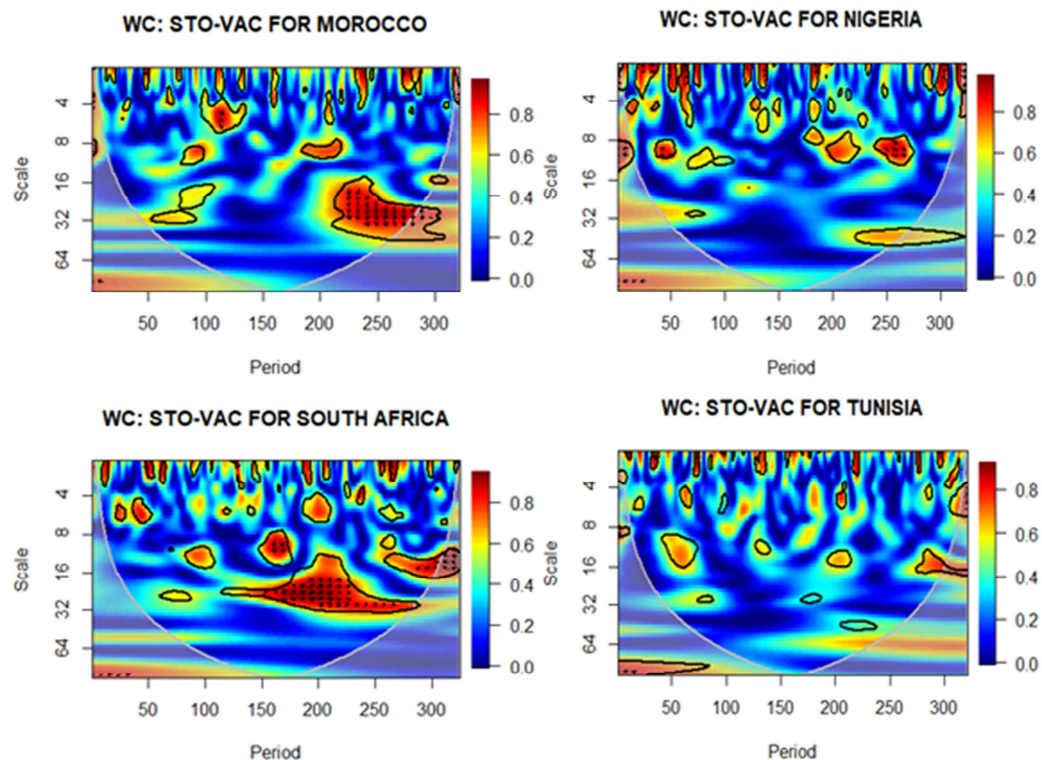 WC: STO-VAC FOR MOROCCO
Scale
4
8
16
32
64
50 100 150 200 250 300
Period
0.8
0.6
0.4
0.2
0.0
WC: STO-VAC FOR NIGERIA
Scale
4
8
16
32
64
50 100 150 200 250 300
Period
0.8
0.6
0.4
0.2
0.0
WC: STO-VAC FOR SOUTH AFRICA
Scale
4
8
16
32
64
50 100 150 200 250 300
Period
0.8
0.6
0.4
0.2
0.0
WC: STO-VAC FOR TUNISIA
Scale
4
8
16
32
64
50 100 150 200 250 300
Period
0.8
0.6
0.4
0.2
0.0